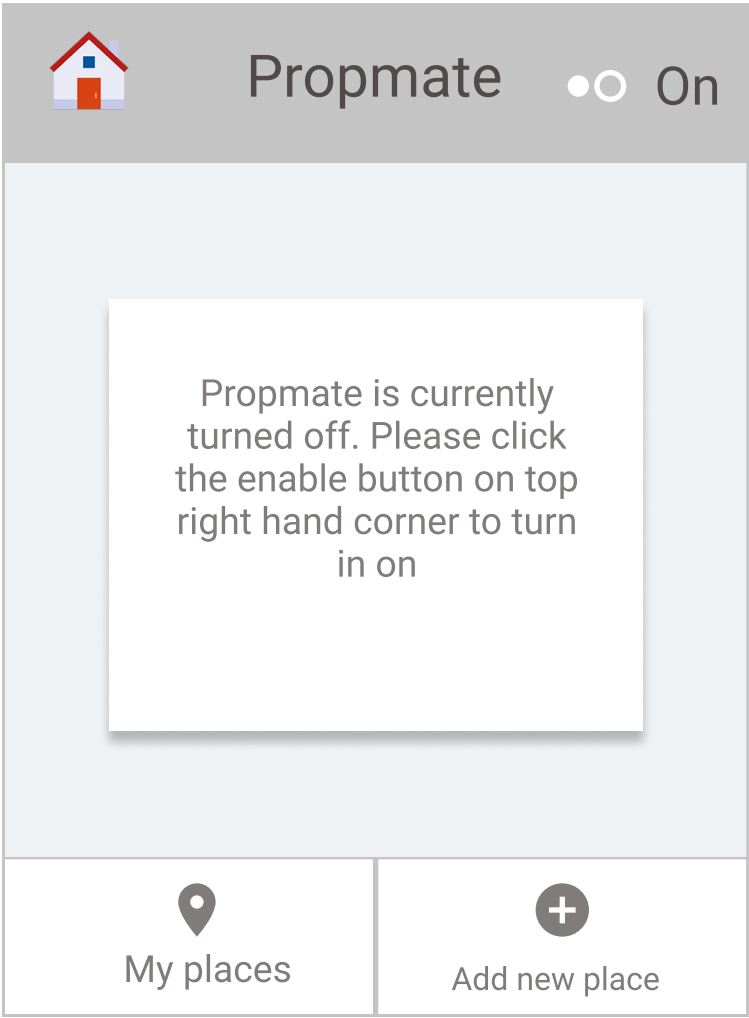 Propmate
On
Propmate is currently
turned off. Please click
the enable button on top
right hand corner to turn
in on
My places
Add new place